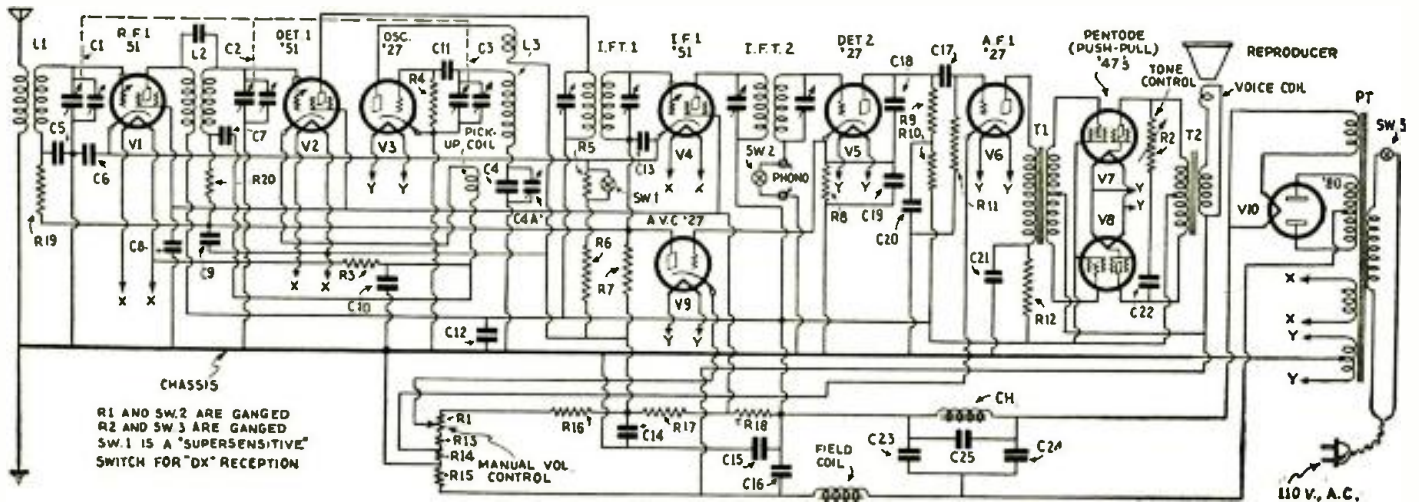 L1
C1
R.F.1
51
L2
C2
DET.1
'51
OSC.
'27
C11
C3
L3
I.F.T.1
I.F.1
'51
I.F.T.2
DET 2
'27
C17
C18
A.F.1
'27
PENTODE
(PUSH-PULL)
'47'S
TONE
CONTROL
REPRODUCER
VOICE COIL
PT
SW.3
C5
C6
V1
C7
R20
V2
R4
V3
PICK-
UP COIL
C4
C4A
R5
SW.1
C13
V4
SW.2
PHONO
V5
R9
R10
R8
C19
C20
R11
V6
T1
V7
V8
R2
T2
'80
V10
R19
C8
C9
R3
C10
C12
R6
R7
A.V.C '27
V9
C21
R12
C22
X
X
X
X
Y
Y
X
X
Y
Y
Y
Y
Y
Y
Y
Y
X
Y
X
Y
Y
CHASSIS
R1 AND SW.2 ARE GANGED
R2 AND SW.3 ARE GANGED
SW.1 IS A "SUPERSENSITIVE"
SWITCH FOR "DX" RECEPTION
R1
R13
R14
R15
MANUAL VOL
CONTROL
R16
C14
R17
R18
C15
C16
FIELD
COIL
C23
CH
C25
C24
110 V., A.C.